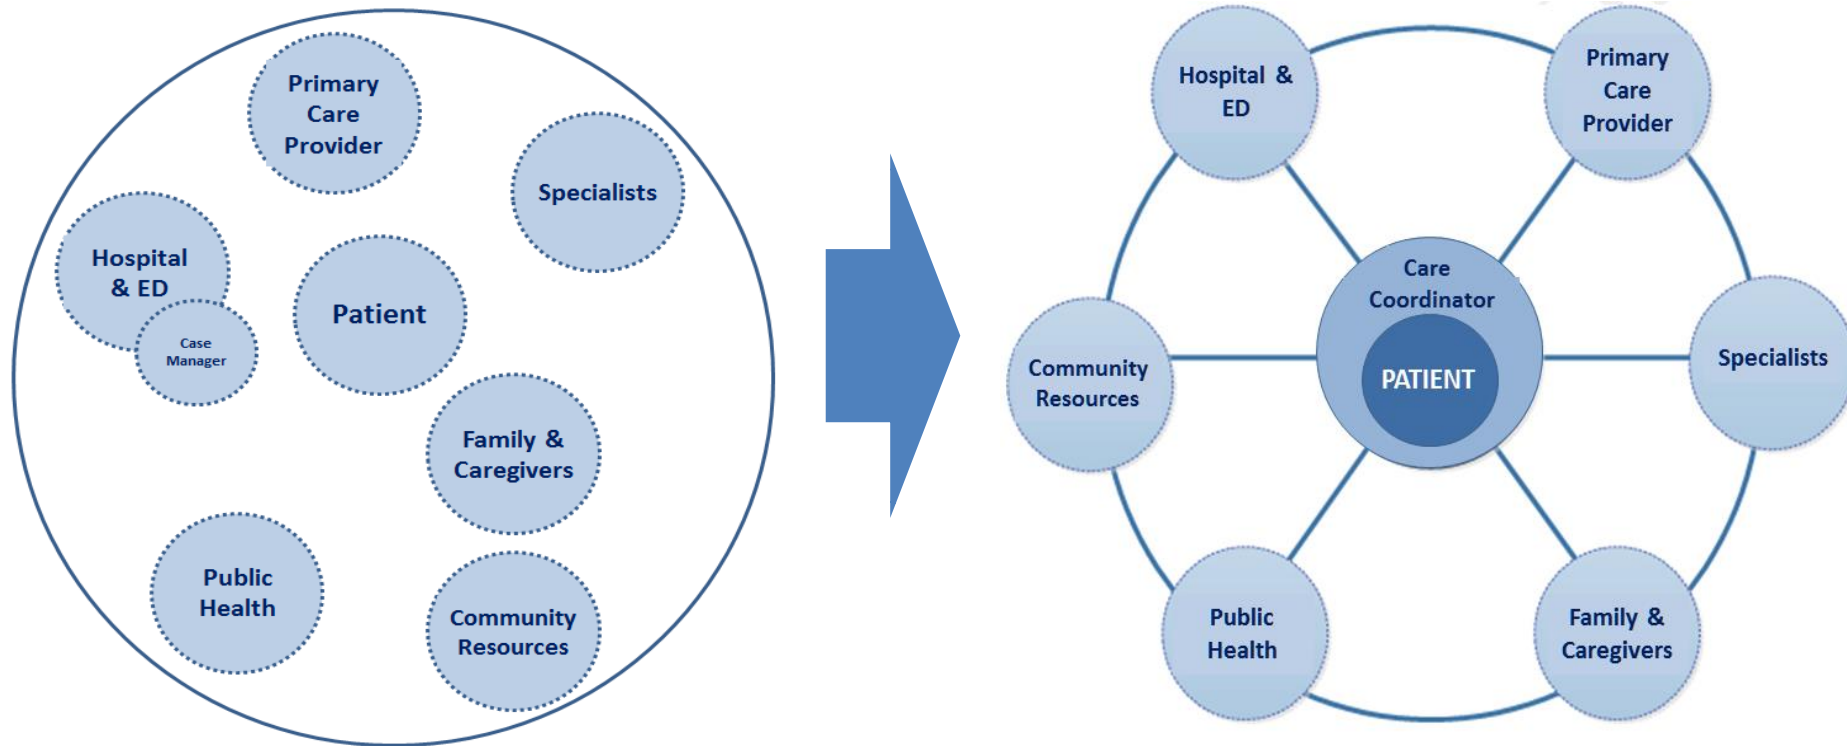 Primary
Care
Provider
Specialists
Hospital
& ED
Case
Manager
Patient
Family &
Caregivers
Public
Health
Community
Resources
Hospital &
ED
Primary
Care
Provider
Care
Coordinator
PATIENT
Community
Resources
Specialists
Public
Health
Family &
Caregivers